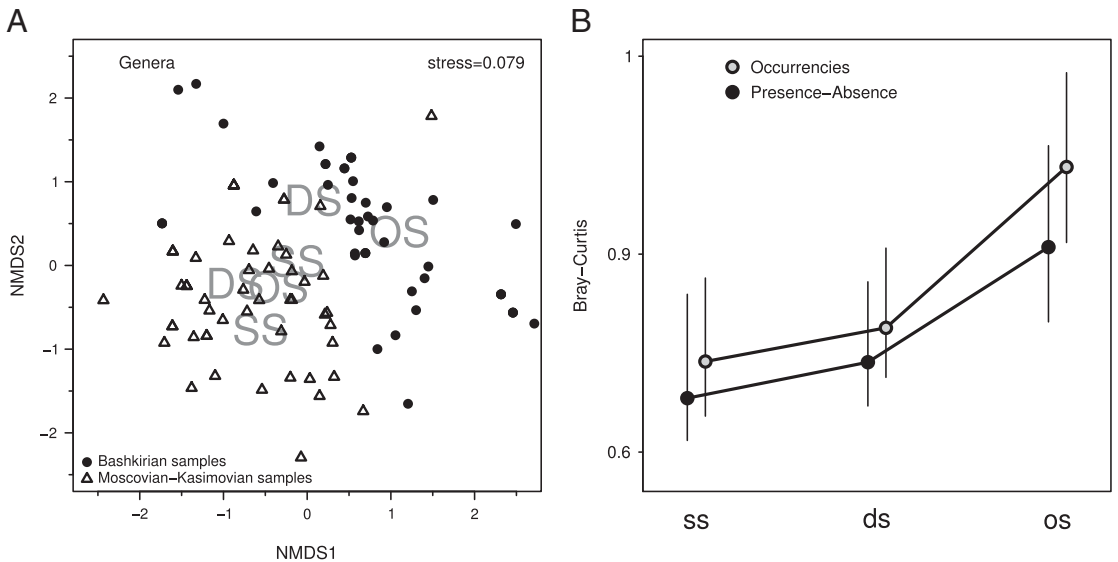 A
Genera
stress=0.079
DS
OS
SS
DS
OS
SS
Bashkirian samples
Moscovian−Kasimovian samples
2
1
0
−1
−2
NMDS2
−2
−1
0
1
2
NMDS1
B
Occurrencies
Presence−Absence
1
0.9
0.6
Bray−Curtis
ss
ds
os